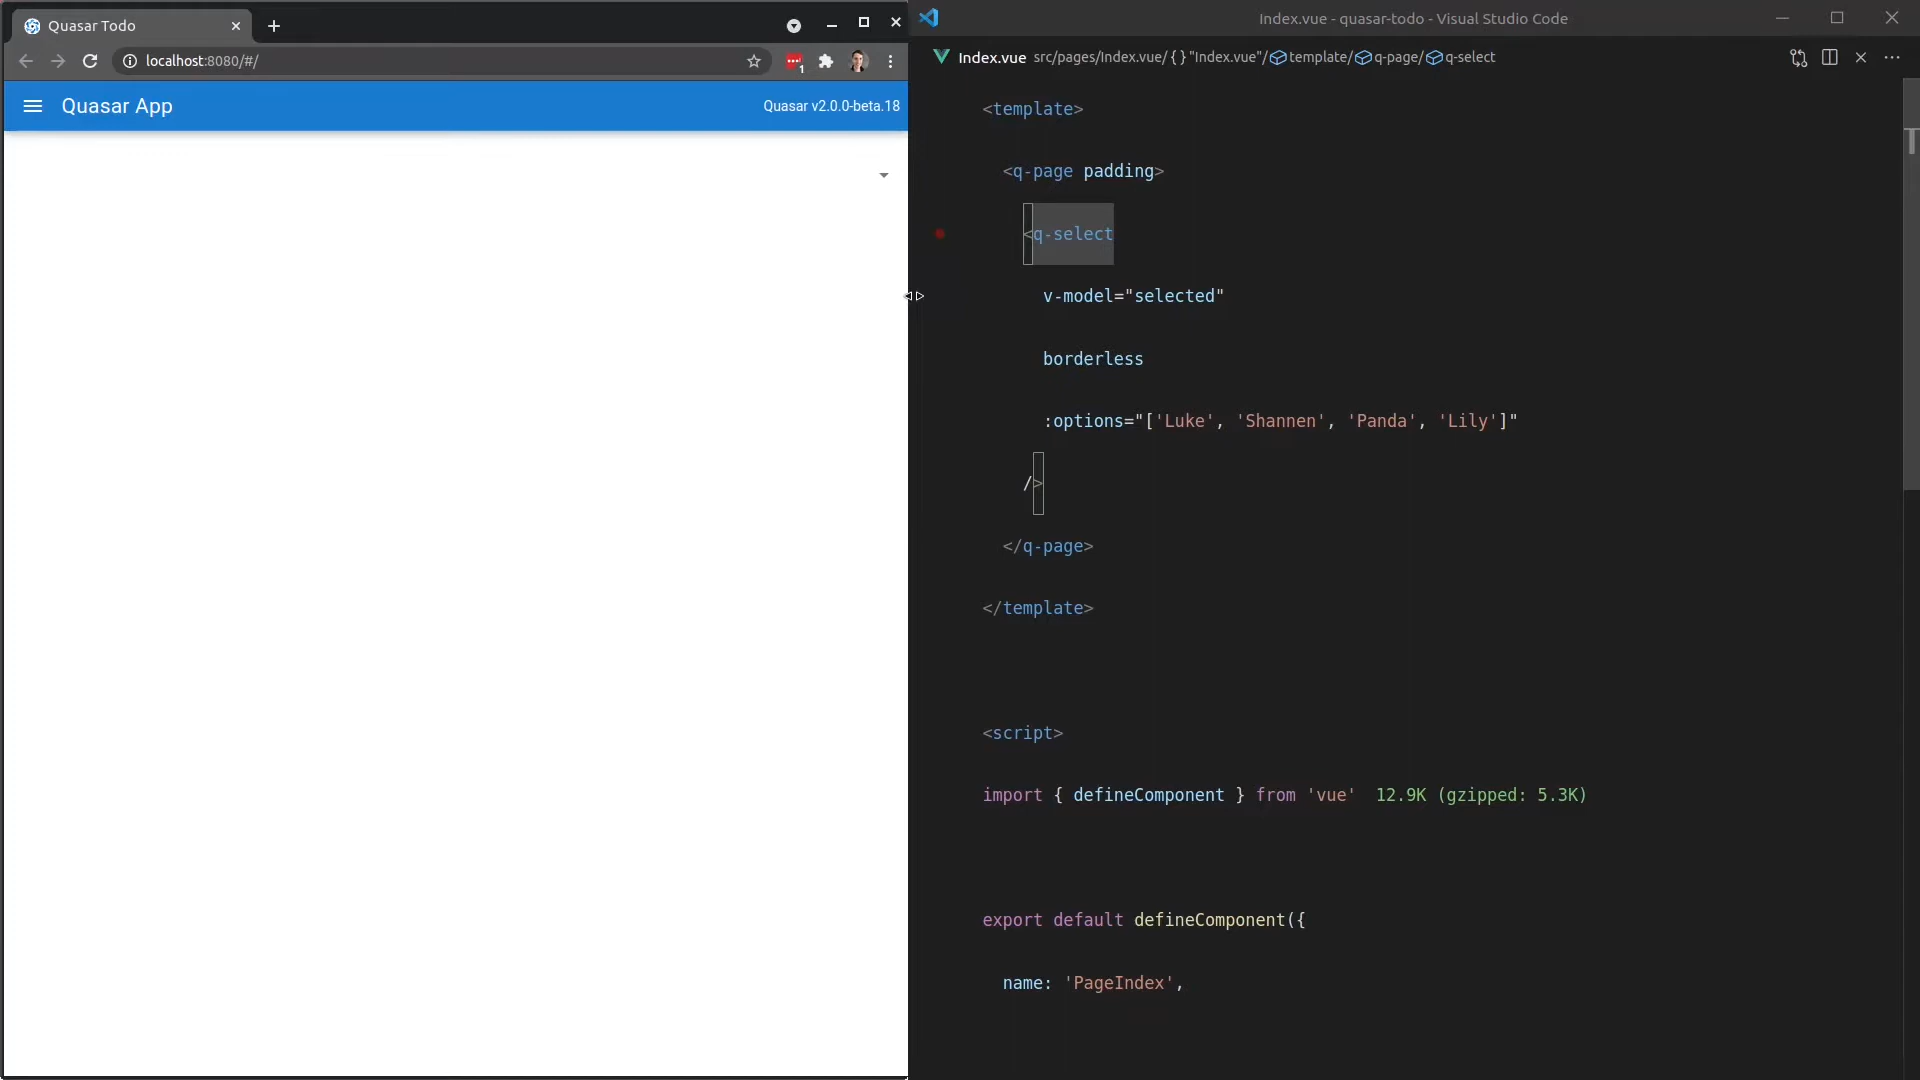 Quasar Todo
localhost:8080/#/
1
Quasar App
Quasar v2.0.0-beta.18
Index.vue - quasar-todo - Visual Studio Code
Index.vue src/pages/Index.vue/ {} "Index.vue"/ template/ q-page/ q-select
<template>
<q-page padding>
<q-select
v-model="selected"
borderless
:options="['Luke', 'Shannen', 'Panda', 'Lily']"
/>
</q-page>
</template>
<script>
import { defineComponent } from 'vue' 12.9K (gzipped: 5.3K)
export default defineComponent({
name: 'PageIndex',